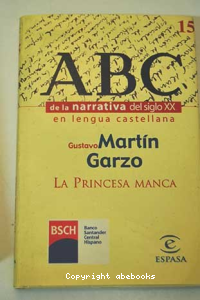 15
ABC
de la narrativa del siglo XX
en lengua castellana
Gustavo Martín
Garzo
LA PRINCESA MANCA
BSCH
Banco
Santander
Central
Hispano
ESPASA
Copyright abebooks.com